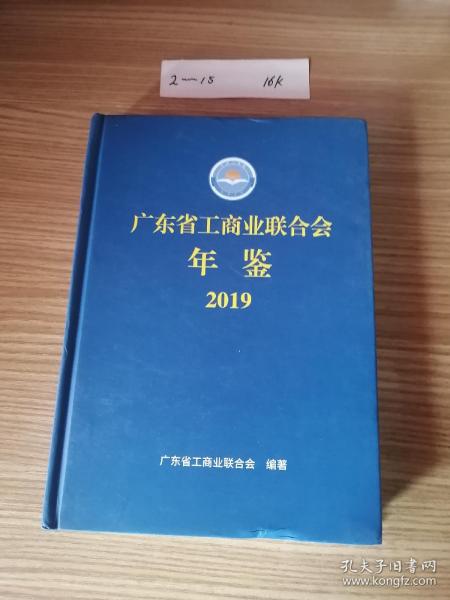 2—15 16K
广东省工商业联合会
年鉴
2019
广东省工商业联合会 编著
孔夫子旧书网
www.kongfz.com